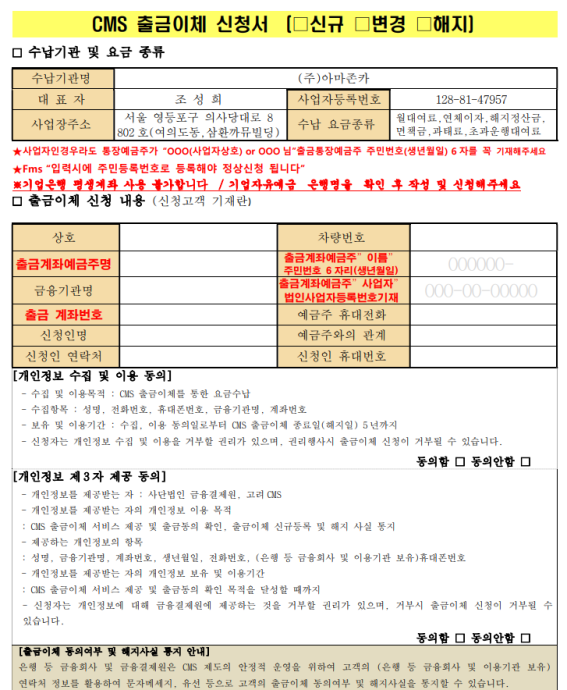 CMS 출금이체 신청서 [□신규 □변경 □해지]
□ 수납기관 및 요금 종류
수납기관명 (주)아마존카
대 표 자 조 성 희 사업자등록번호 128-81-47957
사업장주소 서울 영등포구 의사당대로 8 802호(여의도동,삼환까뮤빌딩) 수납 요금종류 월대여료,연체이자,해지정산금, 면책금,과태료,초과운행대여료
★사업자인경우라도 통장예금주가 "OOO(사업자상호) or OOO 님"출금통장예금주 주민번호(생년월일) 6자를 꼭 기재해주세요
★Fms "입력시에 주민등록번호로 등록해야 정상신청 됩니다"
※기업은행 평생계좌 사용 불가합니다 / 기업자유예금 은행명을 확인 후 작성 및 신청해주세요
□ 출금이체 신청 내용 (신청고객 기재란)
상호 차량번호
출금계좌예금주명 출금계좌예금주" 이름" 주민번호 6자리(생년월일) 000000-
금융기관명 출금계좌예금주" 사업자" 법인사업자등록번호기재 000-00-00000
출금 계좌번호 예금주 휴대전화
신청인명 예금주와의 관계
신청인 연락처 신청인 휴대번호
[개인정보 수집 및 이용 동의]
- 수집 및 이용목적 : CMS 출금이체를 통한 요금수납
- 수집항목 : 성명, 전화번호, 휴대폰번호, 금융기관명, 계좌번호
- 보유 및 이용기간 : 수집, 이용 동의일로부터 CMS 출금이체 종료일(해지일) 5년까지
- 신청자는 개인정보 수집 및 이용을 거부할 권리가 있으며, 권리행사시 출금이체 신청이 거부될 수 있습니다.
동의함 □ 동의안함 □
[개인정보 제3자 제공 동의]
- 개인정보를 제공받는 자 : 사단법인 금융결제원, 고려 CMS
- 개인정보를 제공받는 자의 개인정보 이용 목적
: CMS 출금이체 서비스 제공 및 출금동의 확인, 출금이체 신규등록 및 해지 사실 통지
- 제공하는 개인정보의 항목
: 성명, 금융기관명, 계좌번호, 생년월일, 전화번호, (은행 등 금융회사 및 이용기관 보유)휴대폰번호
- 개인정보를 제공받는 자의 개인정보 보유 및 이용기간
: CMS 출금이체 서비스 제공 및 출금동의 확인 목적을 달성할 때까지
- 신청자는 개인정보에 대해 금융결제원에 제공하는 것을 거부할 권리가 있으며, 거부시 출금이체 신청이 거부될 수
있습니다.
동의함 □ 동의안함 □
[출금이체 동의여부 및 해지사실 통지 안내]
은행 등 금융회사 및 금융결제원은 CMS 제도의 안정적 운영을 위하여 고객의 (은행 등 금융회사 및 이용기관 보유)
연락처 정보를 활용하여 문자메세지, 유선 등으로 고객의 출금이체 동의여부 및 해지사실을 통지할 수 있습니다.